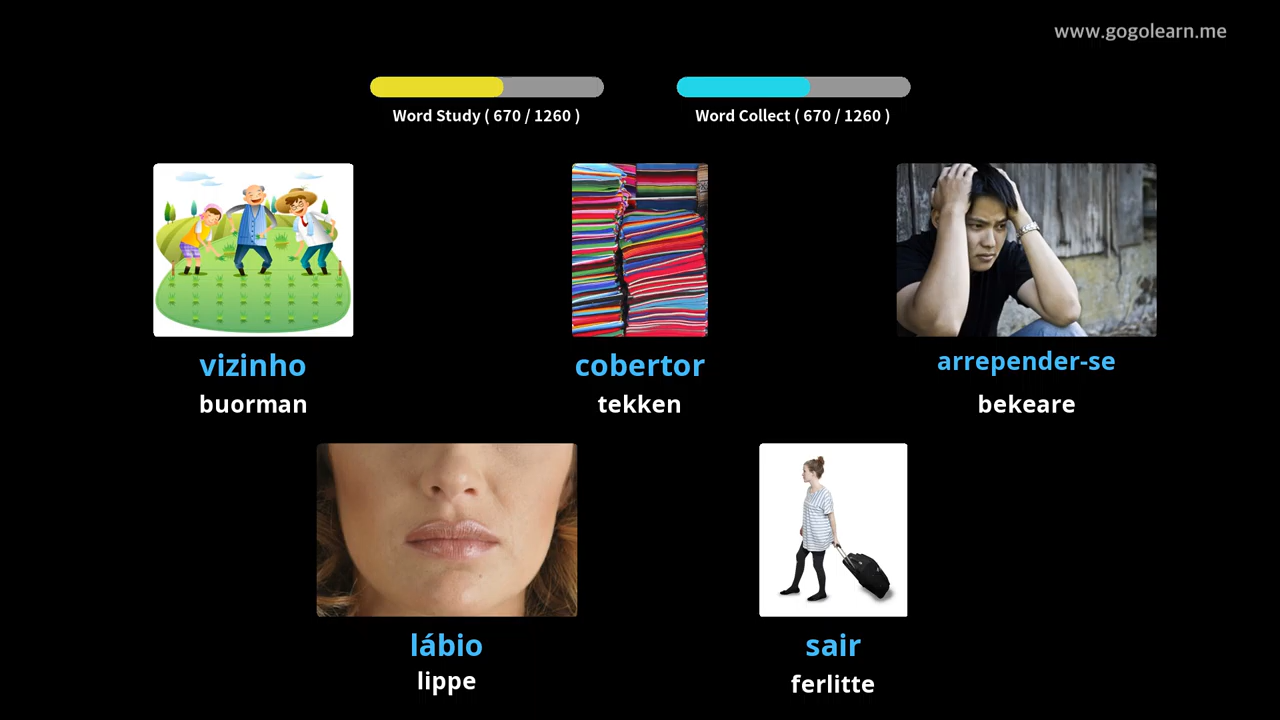 www.gogolearn.me
Word Study ( 670 / 1260 )
Word Collect ( 670 / 1260 )
vizinho
buorman
cobertor
tekken
arrepender-se
bekeare
lábio
lippe
sair
ferlitte